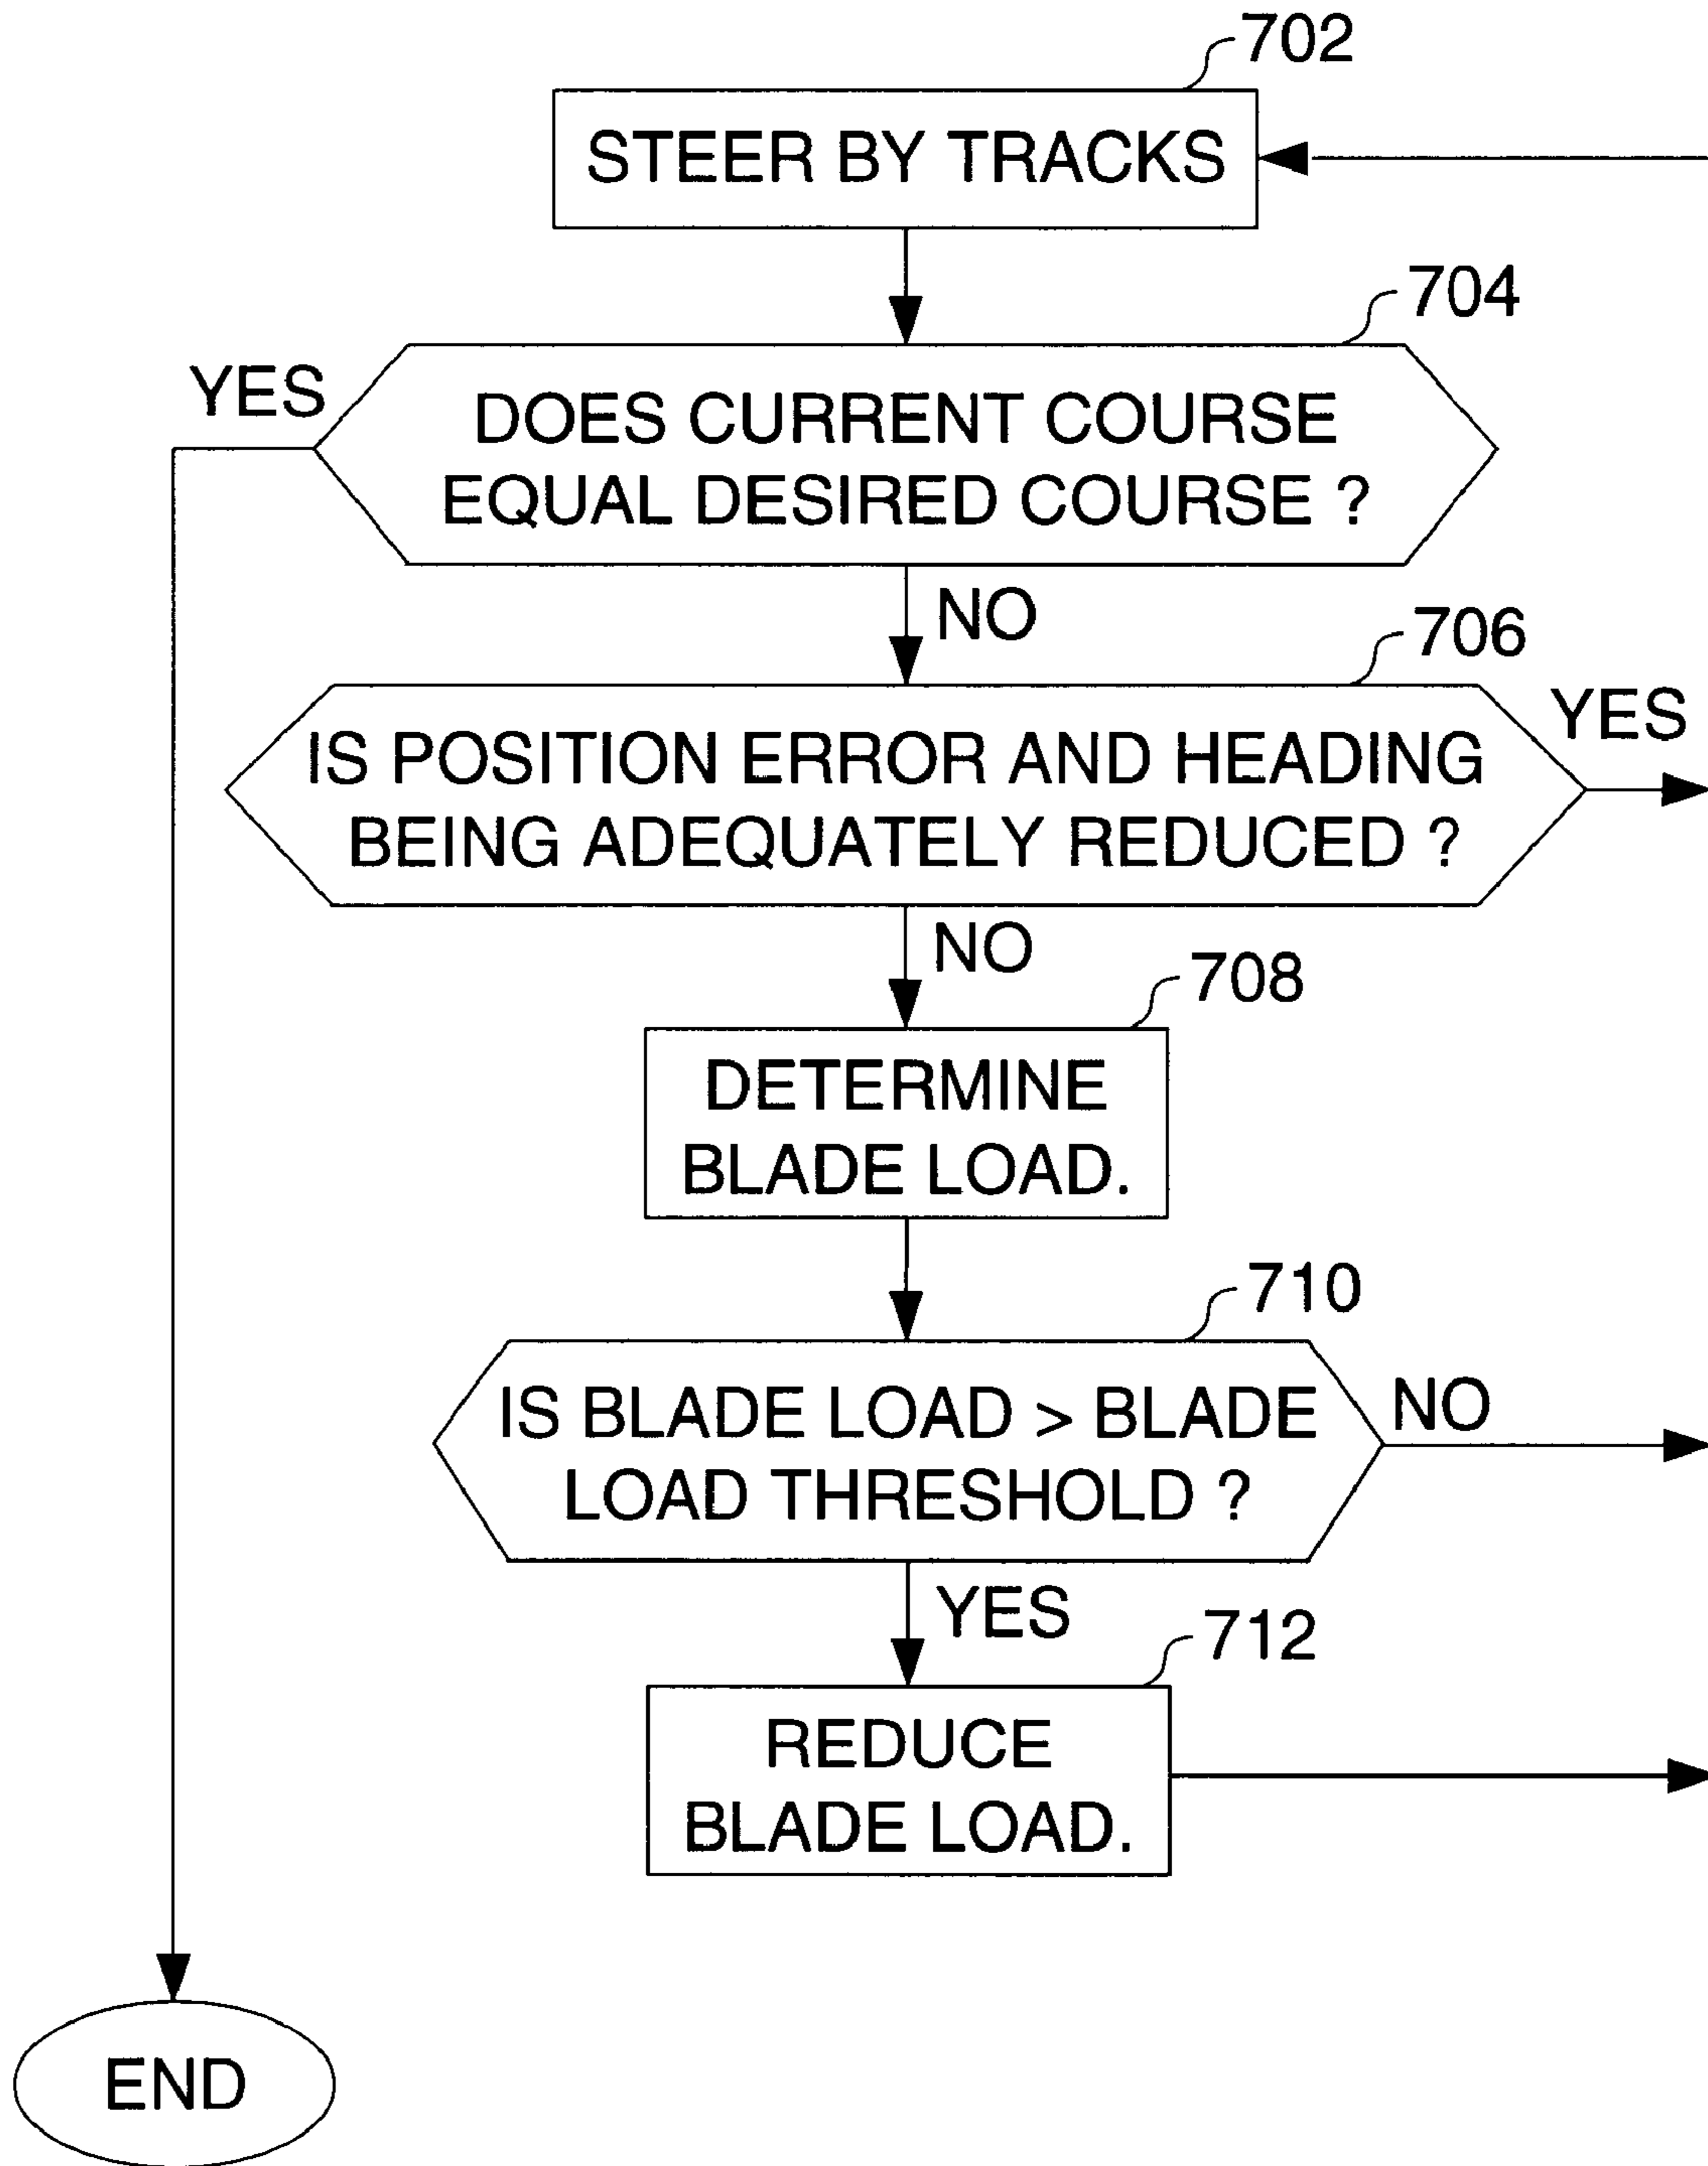 702
STEER BY TRACKS
704
YES
DOES CURRENT COURSE
EQUAL DESIRED COURSE ?
NO
706
YES
IS POSITION ERROR AND HEADING
BEING ADEQUATELY REDUCED ?
NO
708
DETERMINE
BLADE LOAD.
710
IS BLADE LOAD > BLADE
LOAD THRESHOLD ?
NO
YES
712
REDUCE
BLADE LOAD.
END